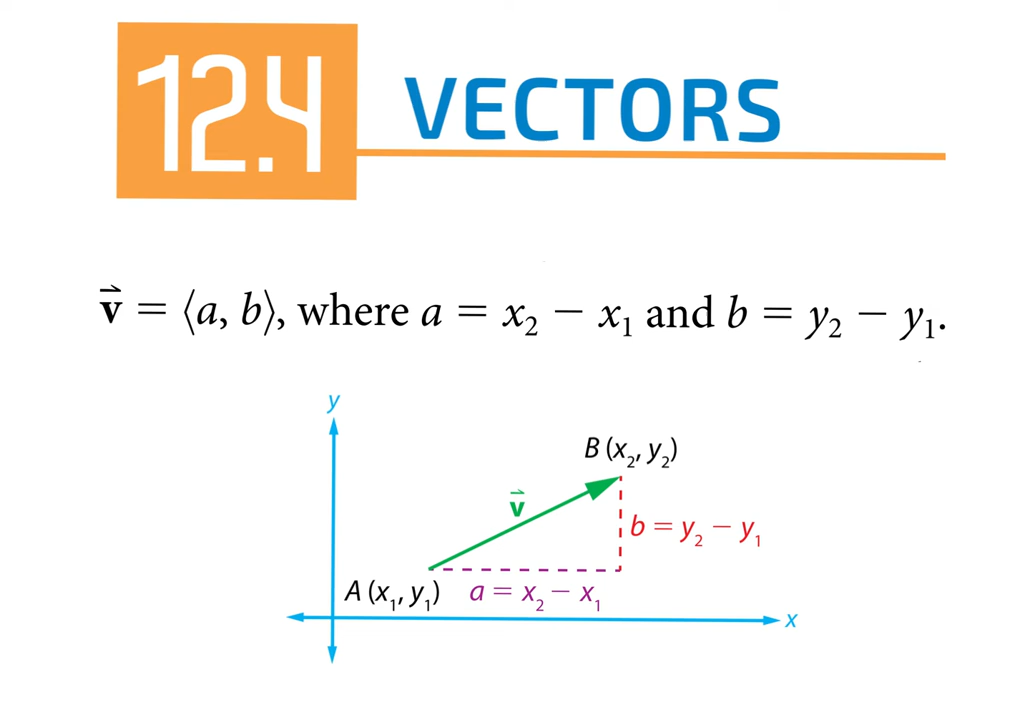 12.4 VECTORS
v⃑ = ⟨a, b⟩, where a = x₂ − x₁ and b = y₂ − y₁.
y
B (x₂, y₂)
v⃑
b = y₂ − y₁
A (x₁, y₁) a = x₂ − x₁
x